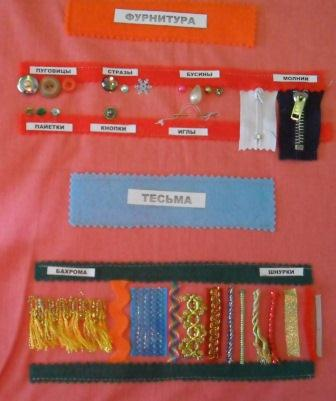 ФУРНИТУРА
ПУГОВИЦЫ
СТРАЗЫ
БУСИНЫ
МОЛНИИ
ПАЙЕТКИ
КНОПКИ
ИГЛЫ
ТЕСЬМА
БАХРОМА
ШНУРКИ